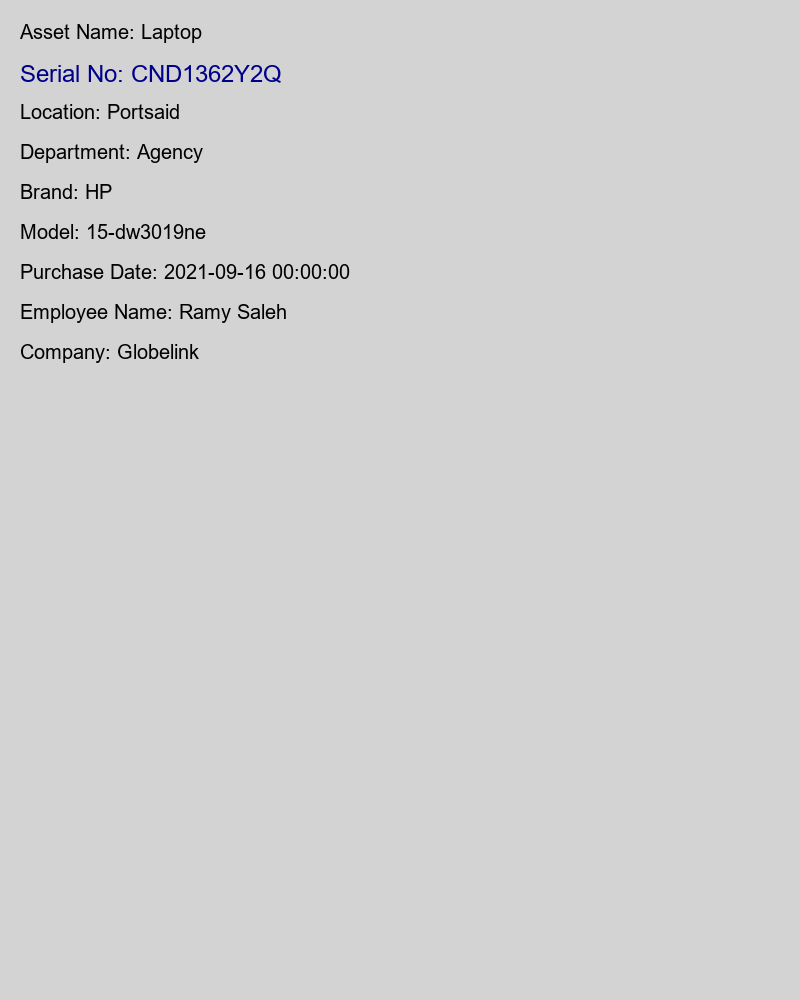 Asset Name: Laptop
Serial No: CND1362Y2Q
Location: Portsaid
Department: Agency
Brand: HP
Model: 15-dw3019ne
Purchase Date: 2021-09-16 00:00:00
Employee Name: Ramy Saleh
Company: Globelink